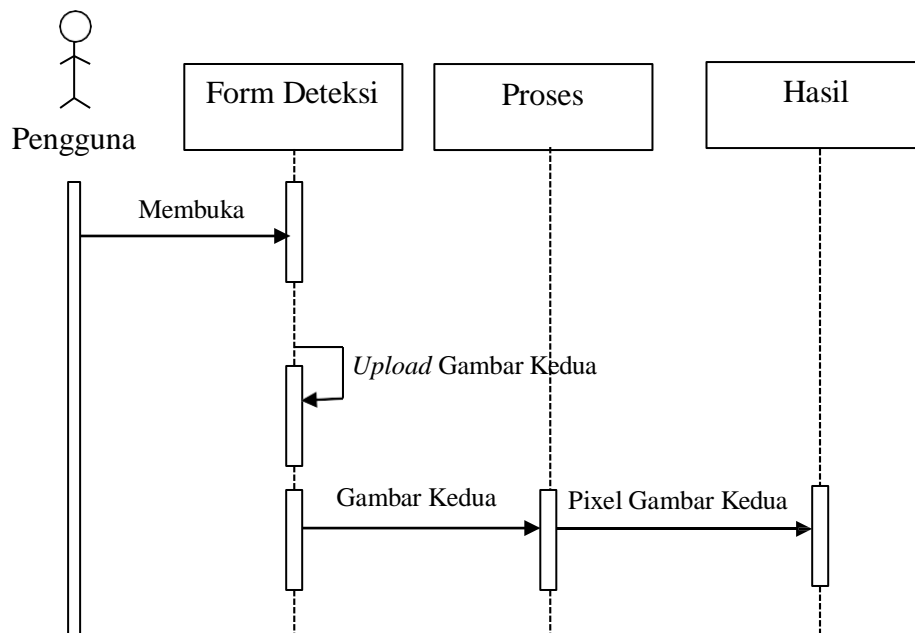 Form Deteksi
Proses
Hasil
Pengguna
Membuka
Upload Gambar Kedua
Gambar Kedua
Pixel Gambar Kedua